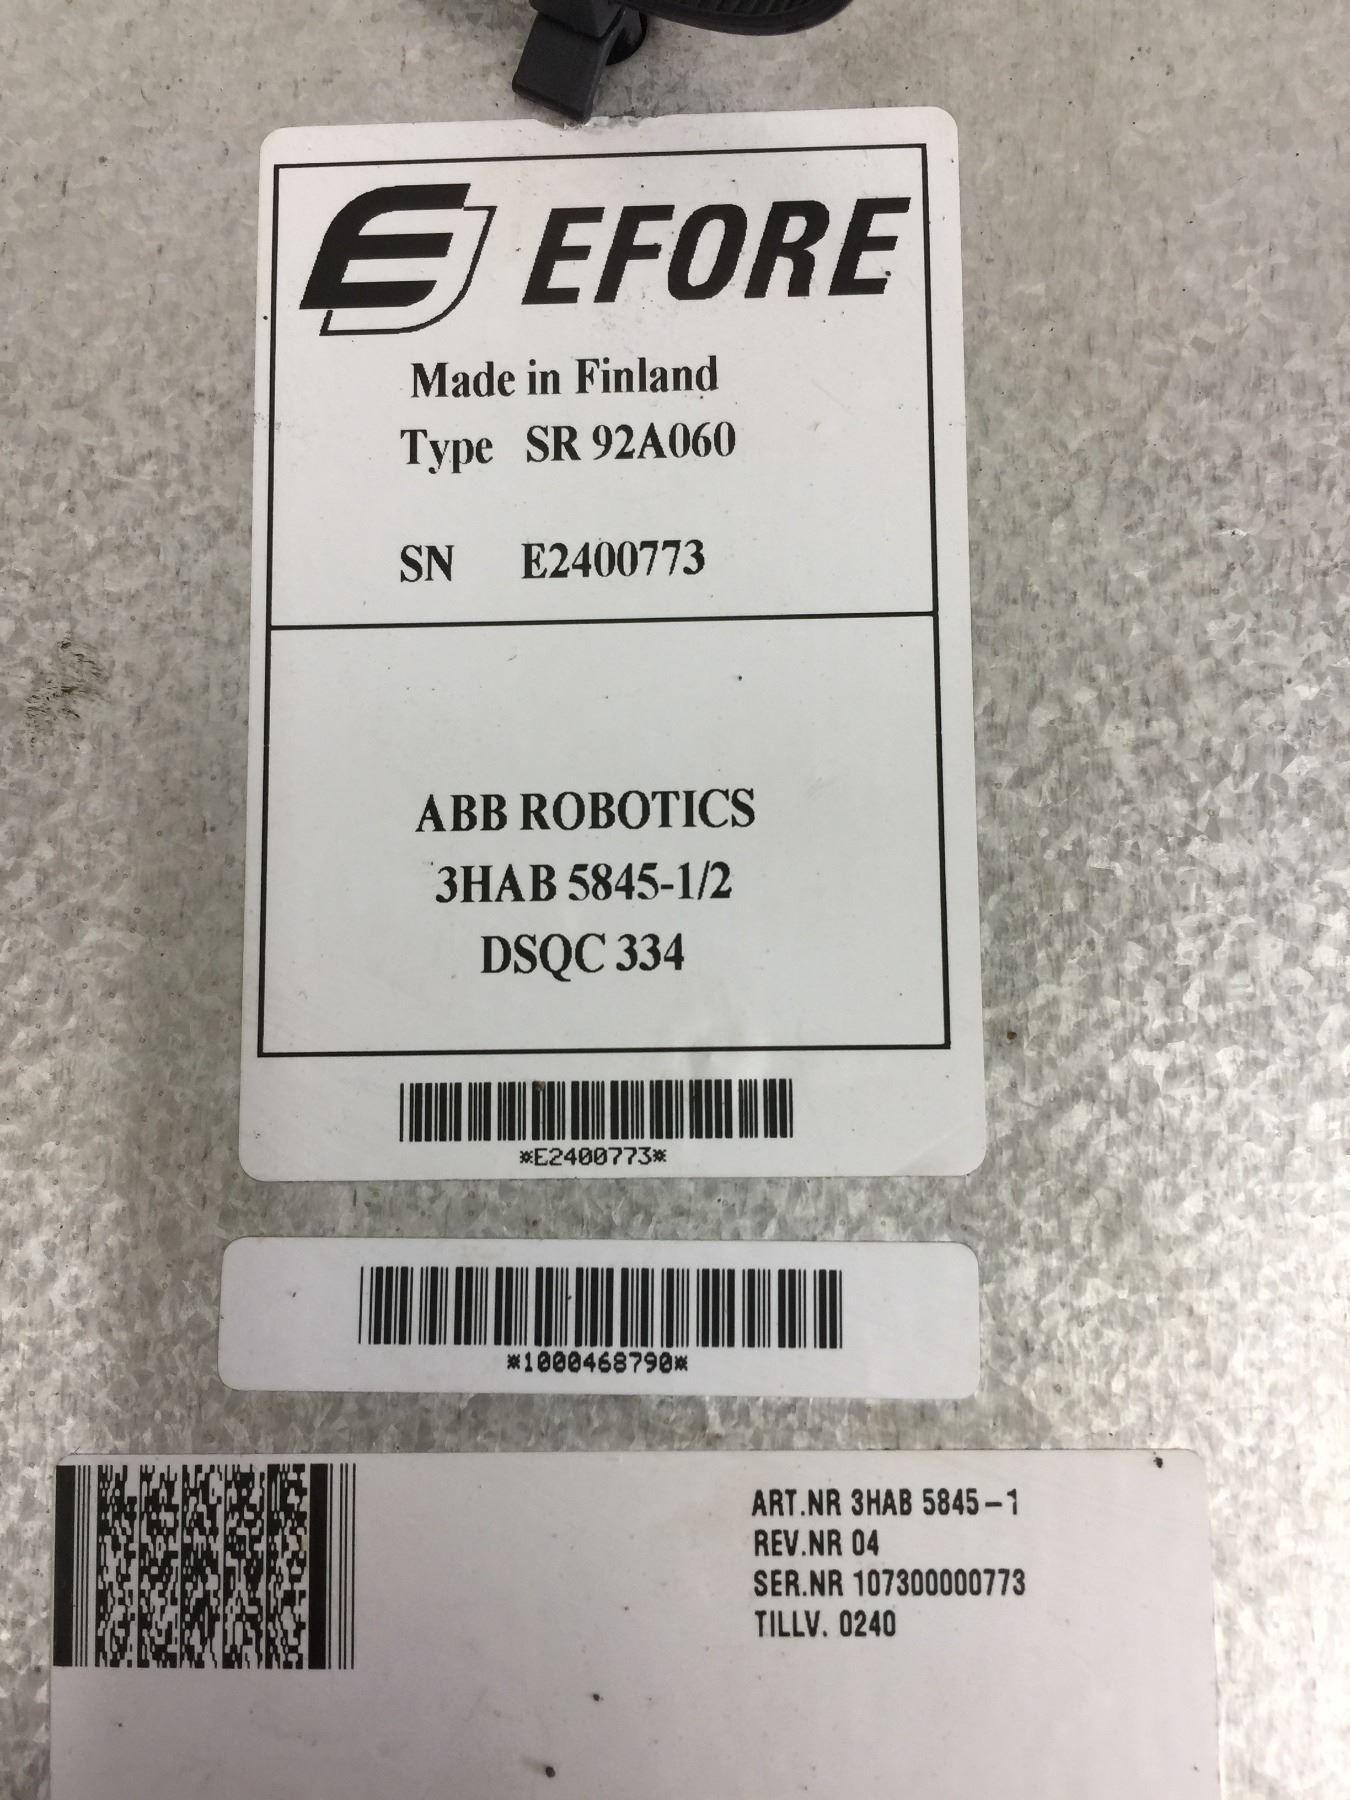 EFORE
Made in Finland
Type SR 92A060
SN E2400773
ABB ROBOTICS
3HAB 5845-1/2
DSQC 334
*E2400773*
*1000468790*
ART.NR 3HAB 5845-1
REV.NR 04
SER.NR 107300000773
TILLV. 0240